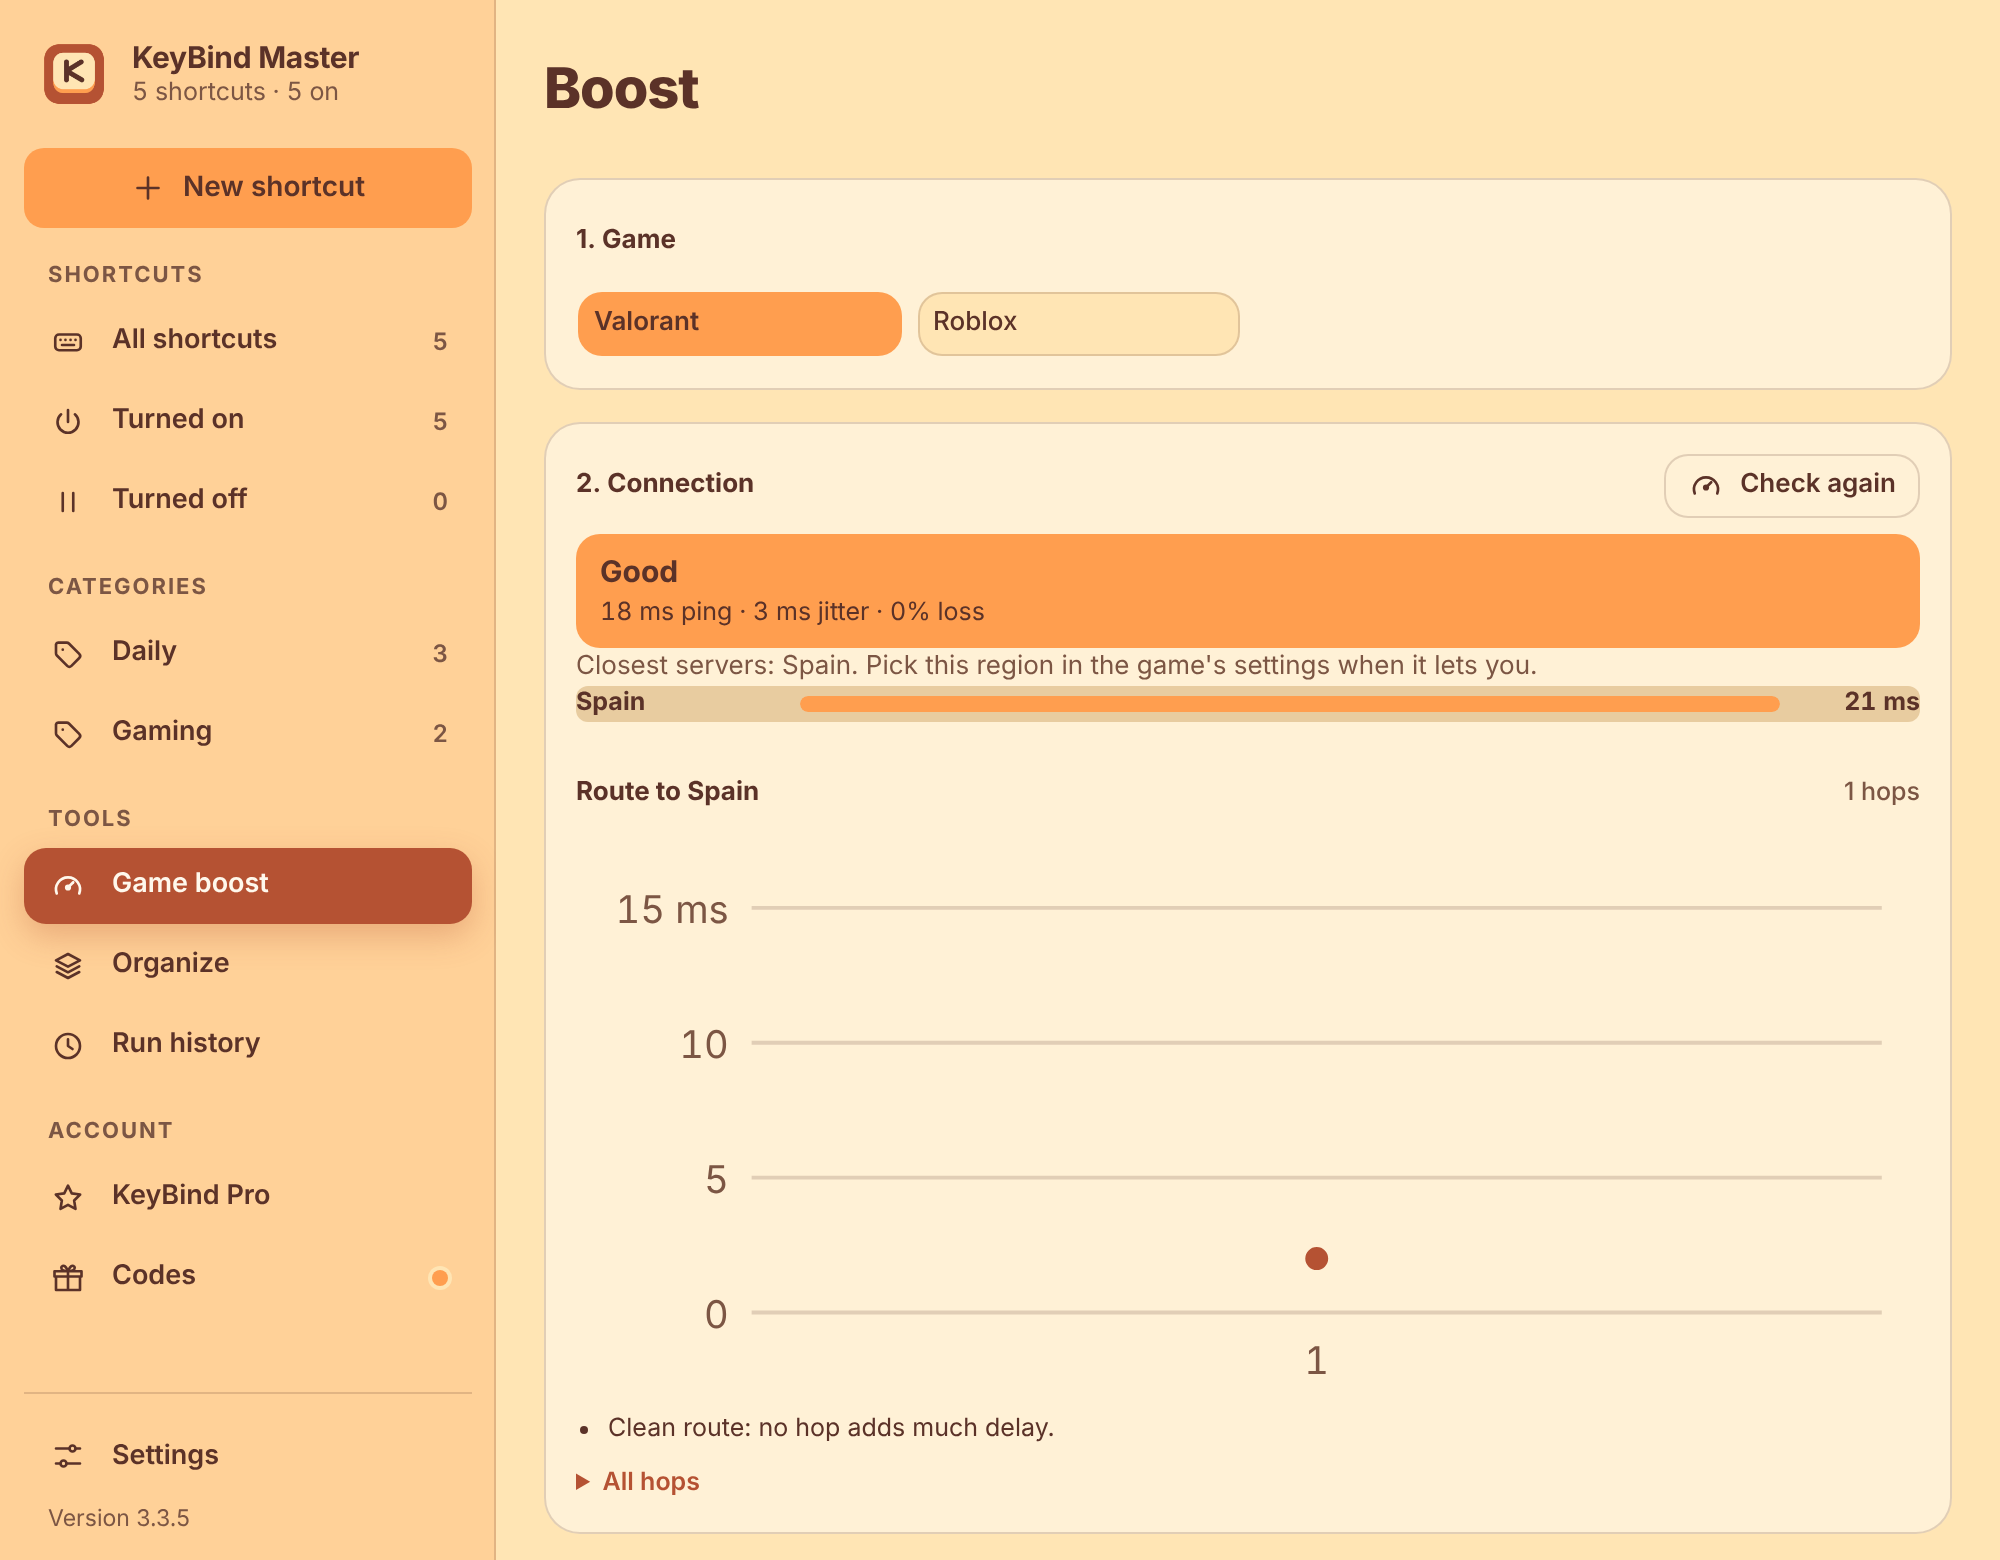 KeyBind Master
5 shortcuts · 5 on
New shortcut
SHORTCUTS
All shortcuts 5
Turned on 5
Turned off 0
CATEGORIES
Daily 3
Gaming 2
TOOLS
Game boost
Organize
Run history
ACCOUNT
KeyBind Pro
Codes
Settings
Version 3.3.5
Boost
1. Game
Valorant
Roblox
2. Connection
Check again
Good
18 ms ping · 3 ms jitter · 0% loss
Closest servers: Spain. Pick this region in the game's settings when it lets you.
Spain 21 ms
Route to Spain 1 hops
15 ms
10
5
0
1
• Clean route: no hop adds much delay.
All hops